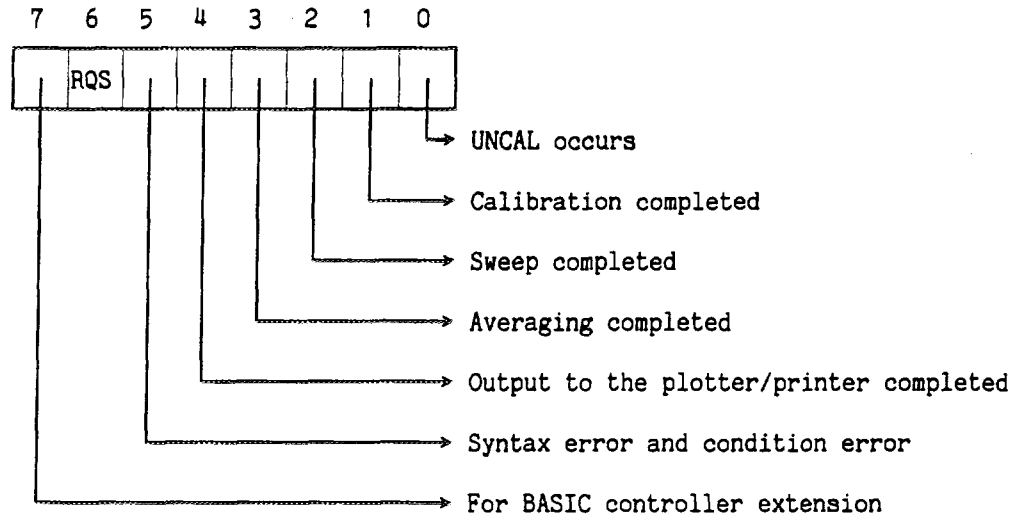 7 6 5 4 3 2 1 0
RQS
UNCAL occurs
Calibration completed
Sweep completed
Averaging completed
Output to the plotter/printer completed
Syntax error and condition error
For BASIC controller extension